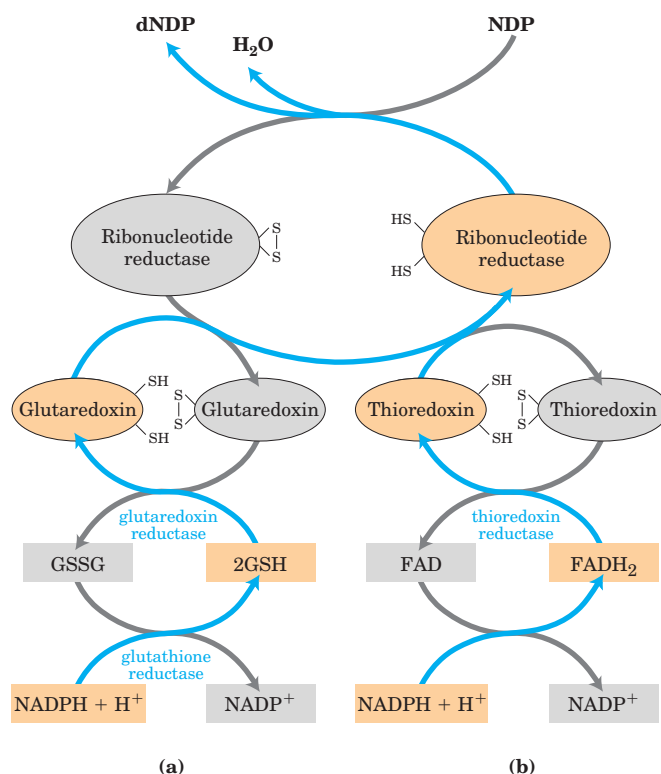 dNDP
H₂O
NDP
Ribonucleotide
reductase
S
S
HS
HS
Ribonucleotide
reductase
Glutaredoxin
SH
SH
S
S
Glutaredoxin
Thioredoxin
SH
SH
S
S
Thioredoxin
glutaredoxin
reductase
thioredoxin
reductase
GSSG
2GSH
FAD
FADH₂
glutathione
reductase
NADPH + H⁺
NADP⁺
NADPH + H⁺
NADP⁺
(a)
(b)